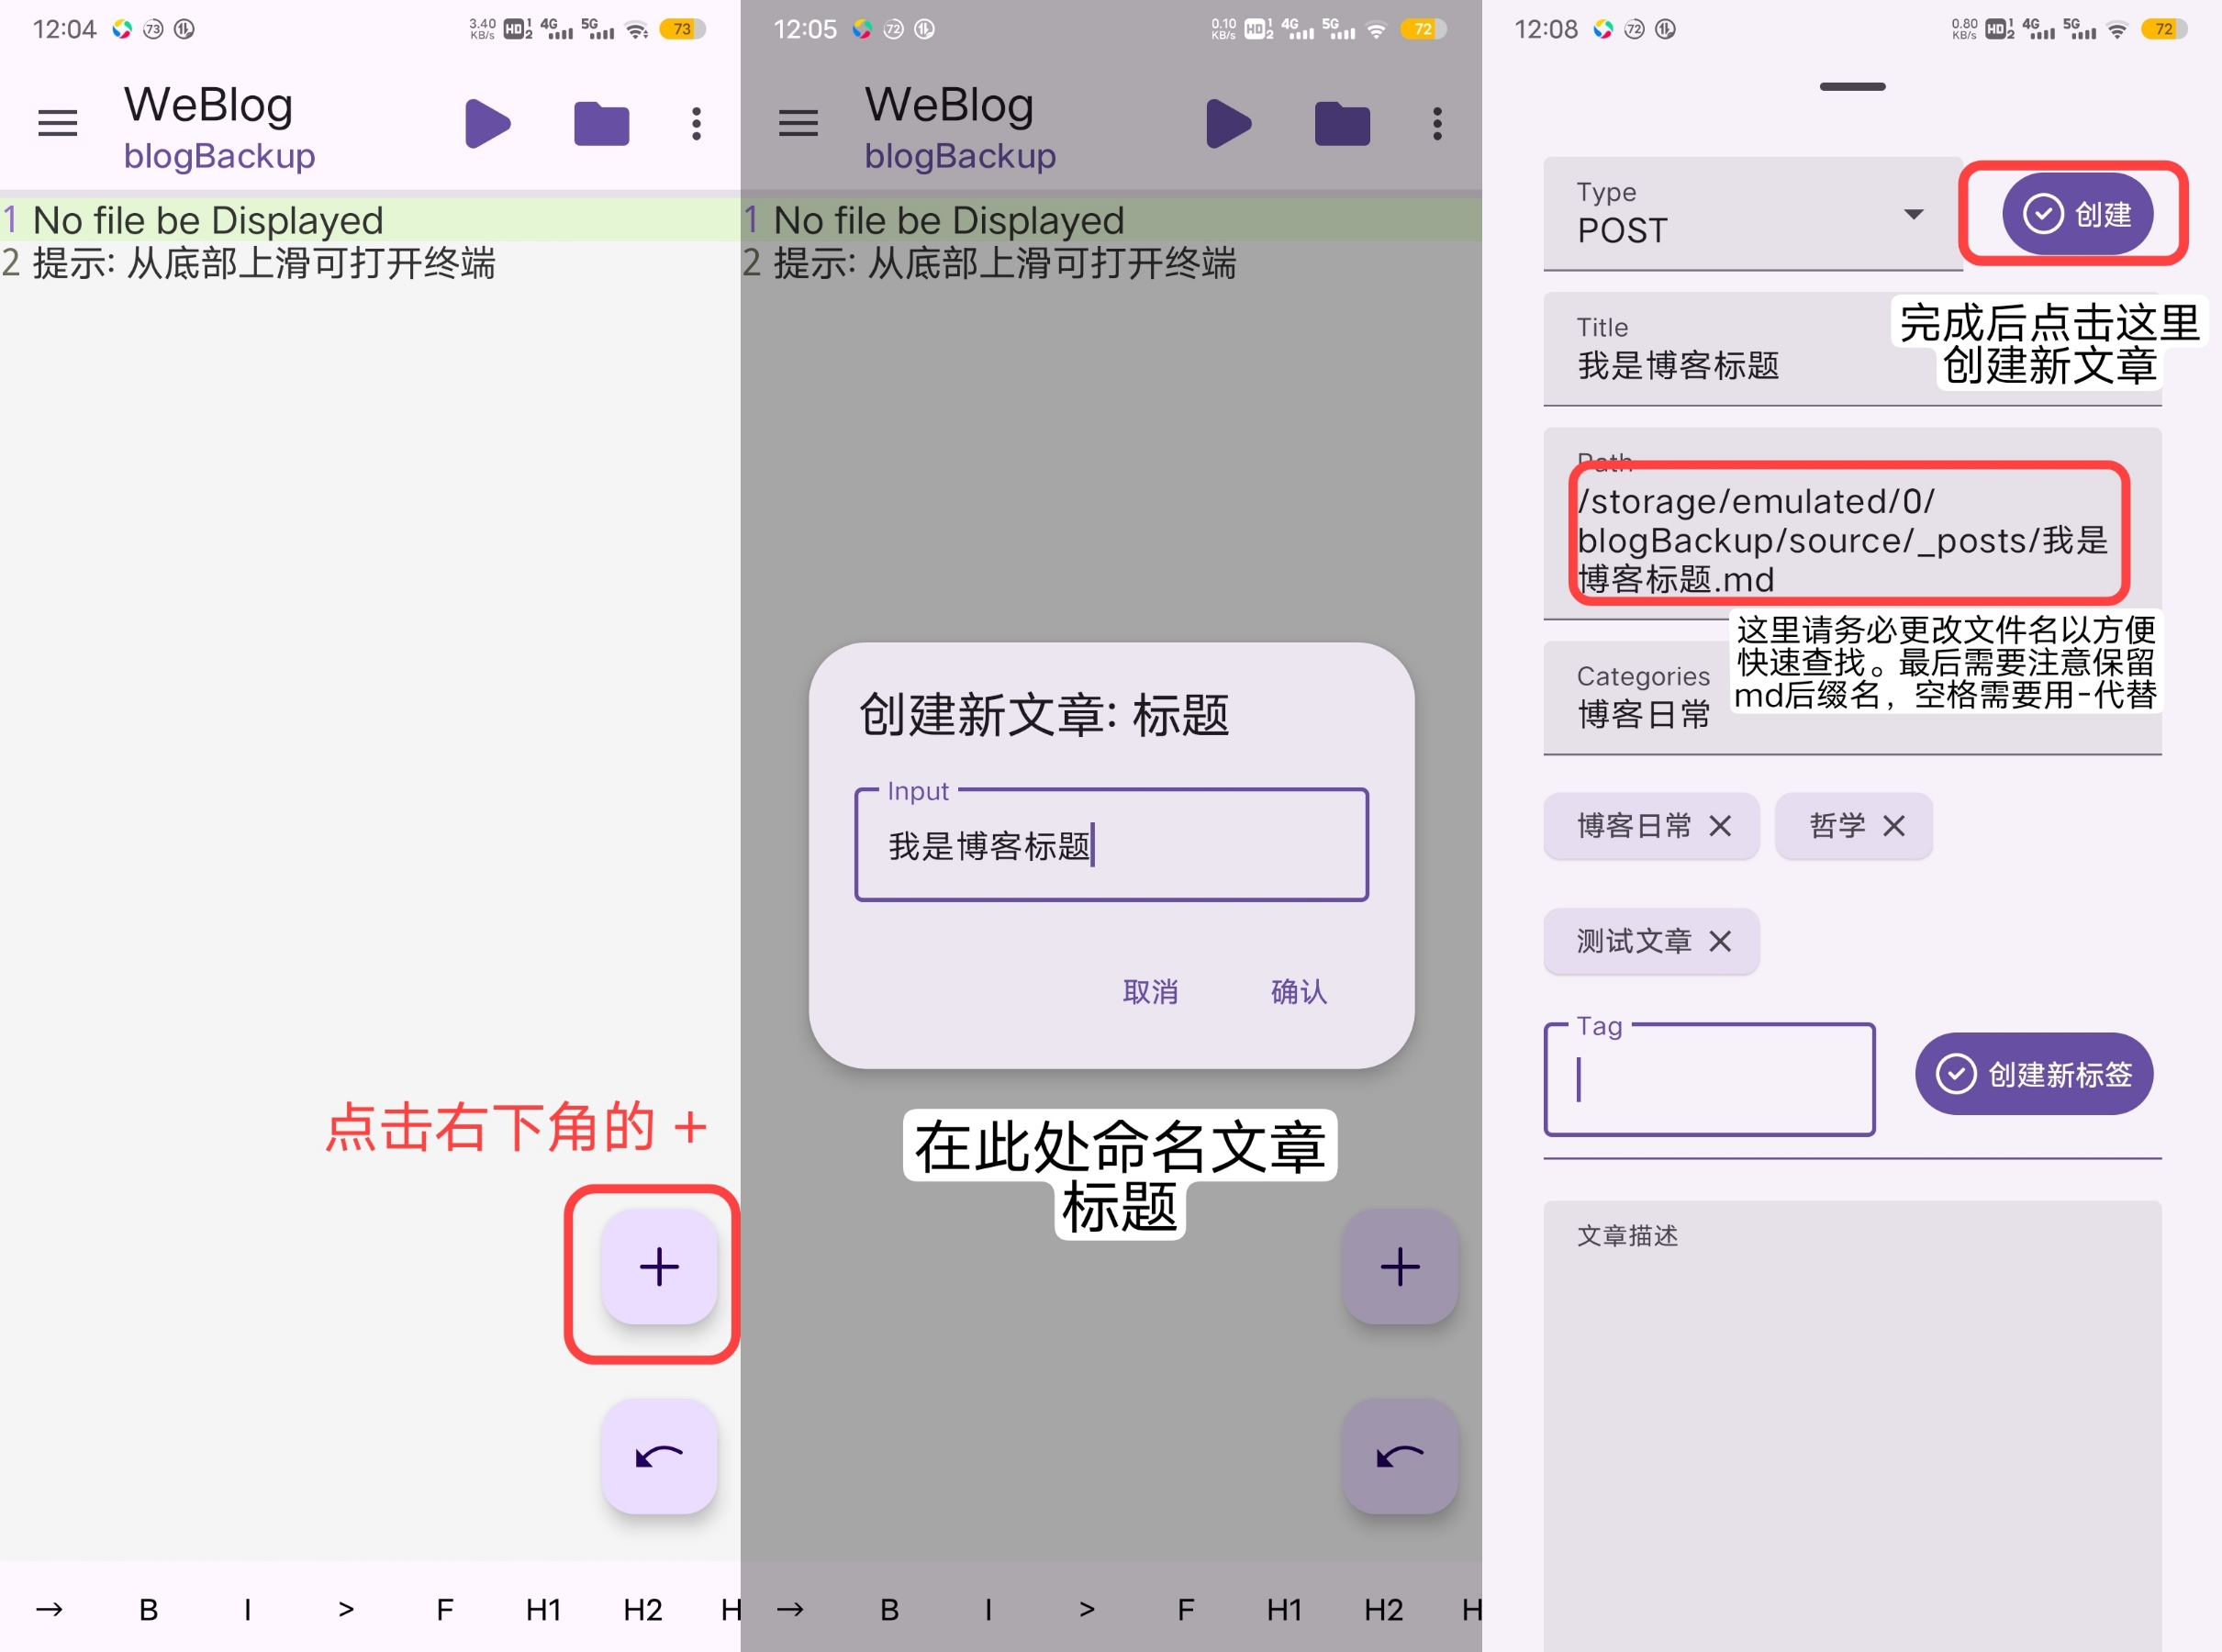 12:04
73
3.40
KB/s
HD 1 2
4G
5G
73
WeBlog
blogBackup
1 No file be Displayed
2 提示: 从底部上滑可打开终端
点击右下角的 +
→ B I > F H1 H2 H
12:05
72
0.10
KB/s
HD 1 2
4G
5G
72
WeBlog
blogBackup
1 No file be Displayed
2 提示: 从底部上滑可打开终端
创建新文章: 标题
Input
我是博客标题
取消 确认
在此处命名文章
标题
→ B I > F H1 H2 H
12:08
72
0.80
KB/s
HD 1 2
4G
5G
72
Type
POST
创建
完成后点击这里
创建新文章
Title
我是博客标题
Path
/storage/emulated/0/
blogBackup/source/_posts/我是
博客标题.md
这里请务必更改文件名以方便
快速查找。最后需要注意保留
md后缀名，空格需要用-代替
Categories
博客日常
博客日常 × 哲学 ×
测试文章 ×
Tag
创建新标签
文章描述